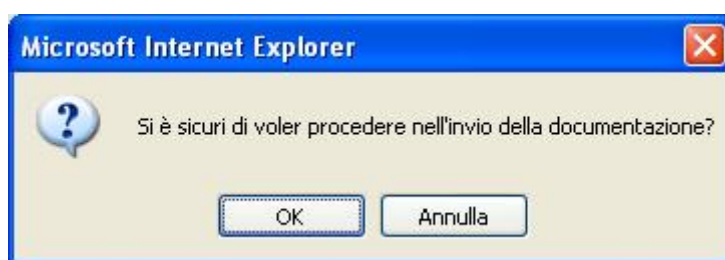 Microsoft Internet Explorer
Si è sicuri di voler procedere nell'invio della documentazione?
OK Annulla